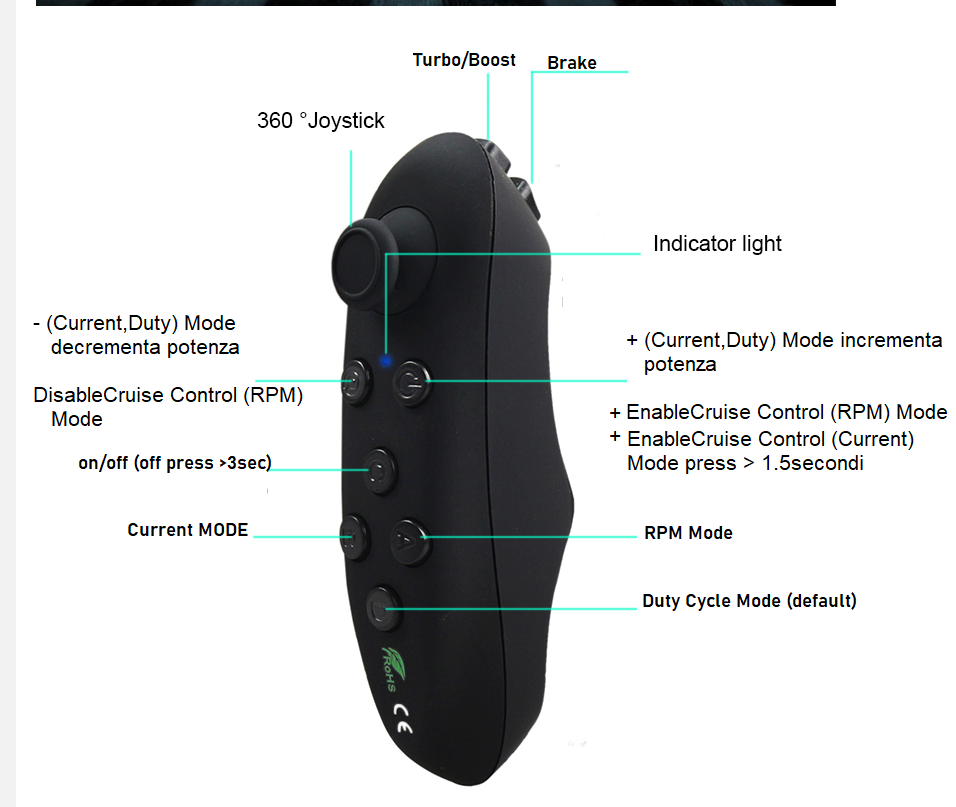 Turbo/Boost
Brake
360 °Joystick
Indicator light
- (Current,Duty) Mode
decrementa potenza
+ (Current,Duty) Mode incrementa
potenza
DisableCruise Control (RPM)
Mode
+ EnableCruise Control (RPM) Mode
+ EnableCruise Control (Current)
Mode press > 1.5secondi
on/off (off press >3sec)
Current MODE
RPM Mode
Duty Cycle Mode (default)
RoHS
CE